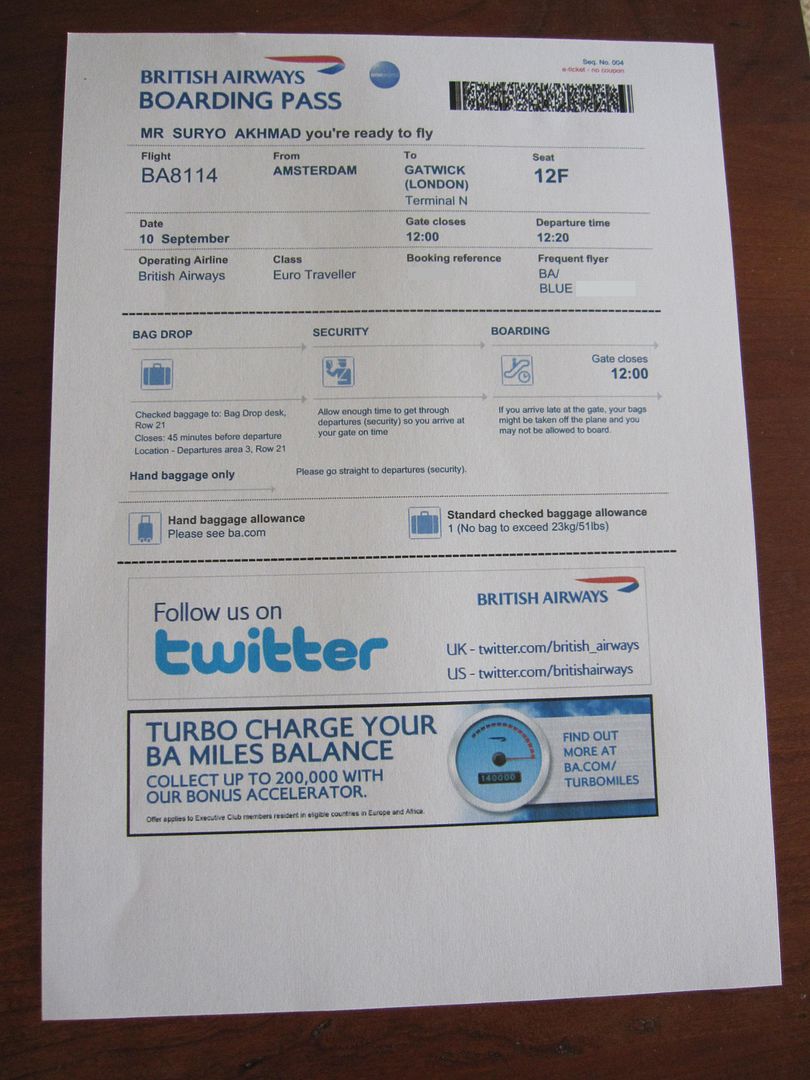 BRITISH AIRWAYS
Seq. No. 004
e-ticket - no coupon
BOARDING PASS
MR SURYO AKHMAD you're ready to fly
Flight From To Seat
BA8114 AMSTERDAM GATWICK 12F
(LONDON)
Terminal N
Date Gate closes Departure time
10 September 12:00 12:20
Operating Airline Class Booking reference Frequent flyer
British Airways Euro Traveller BA/
BLUE
BAG DROP SECURITY BOARDING
Gate closes
12:00
Checked baggage to: Bag Drop desk,
Row 21
Closes: 45 minutes before departure
Location - Departures area 3, Row 21
Allow enough time to get through
departures (security) so you arrive at
your gate on time
If you arrive late at the gate, your bags
might be taken off the plane and you
may not be allowed to board.
Hand baggage only Please go straight to departures (security).
Hand baggage allowance
Please see ba.com
Standard checked baggage allowance
1 (No bag to exceed 23kg/51lbs)
Follow us on
twitter
BRITISH AIRWAYS
UK - twitter.com/british_airways
US - twitter.com/britishairways
TURBO CHARGE YOUR
BA MILES BALANCE
COLLECT UP TO 200,000 WITH
OUR BONUS ACCELERATOR.
Offer applies to Executive Club members resident in eligible countries in Europe and Africa.
140000
FIND OUT
MORE AT
BA.COM/
TURBOMILES